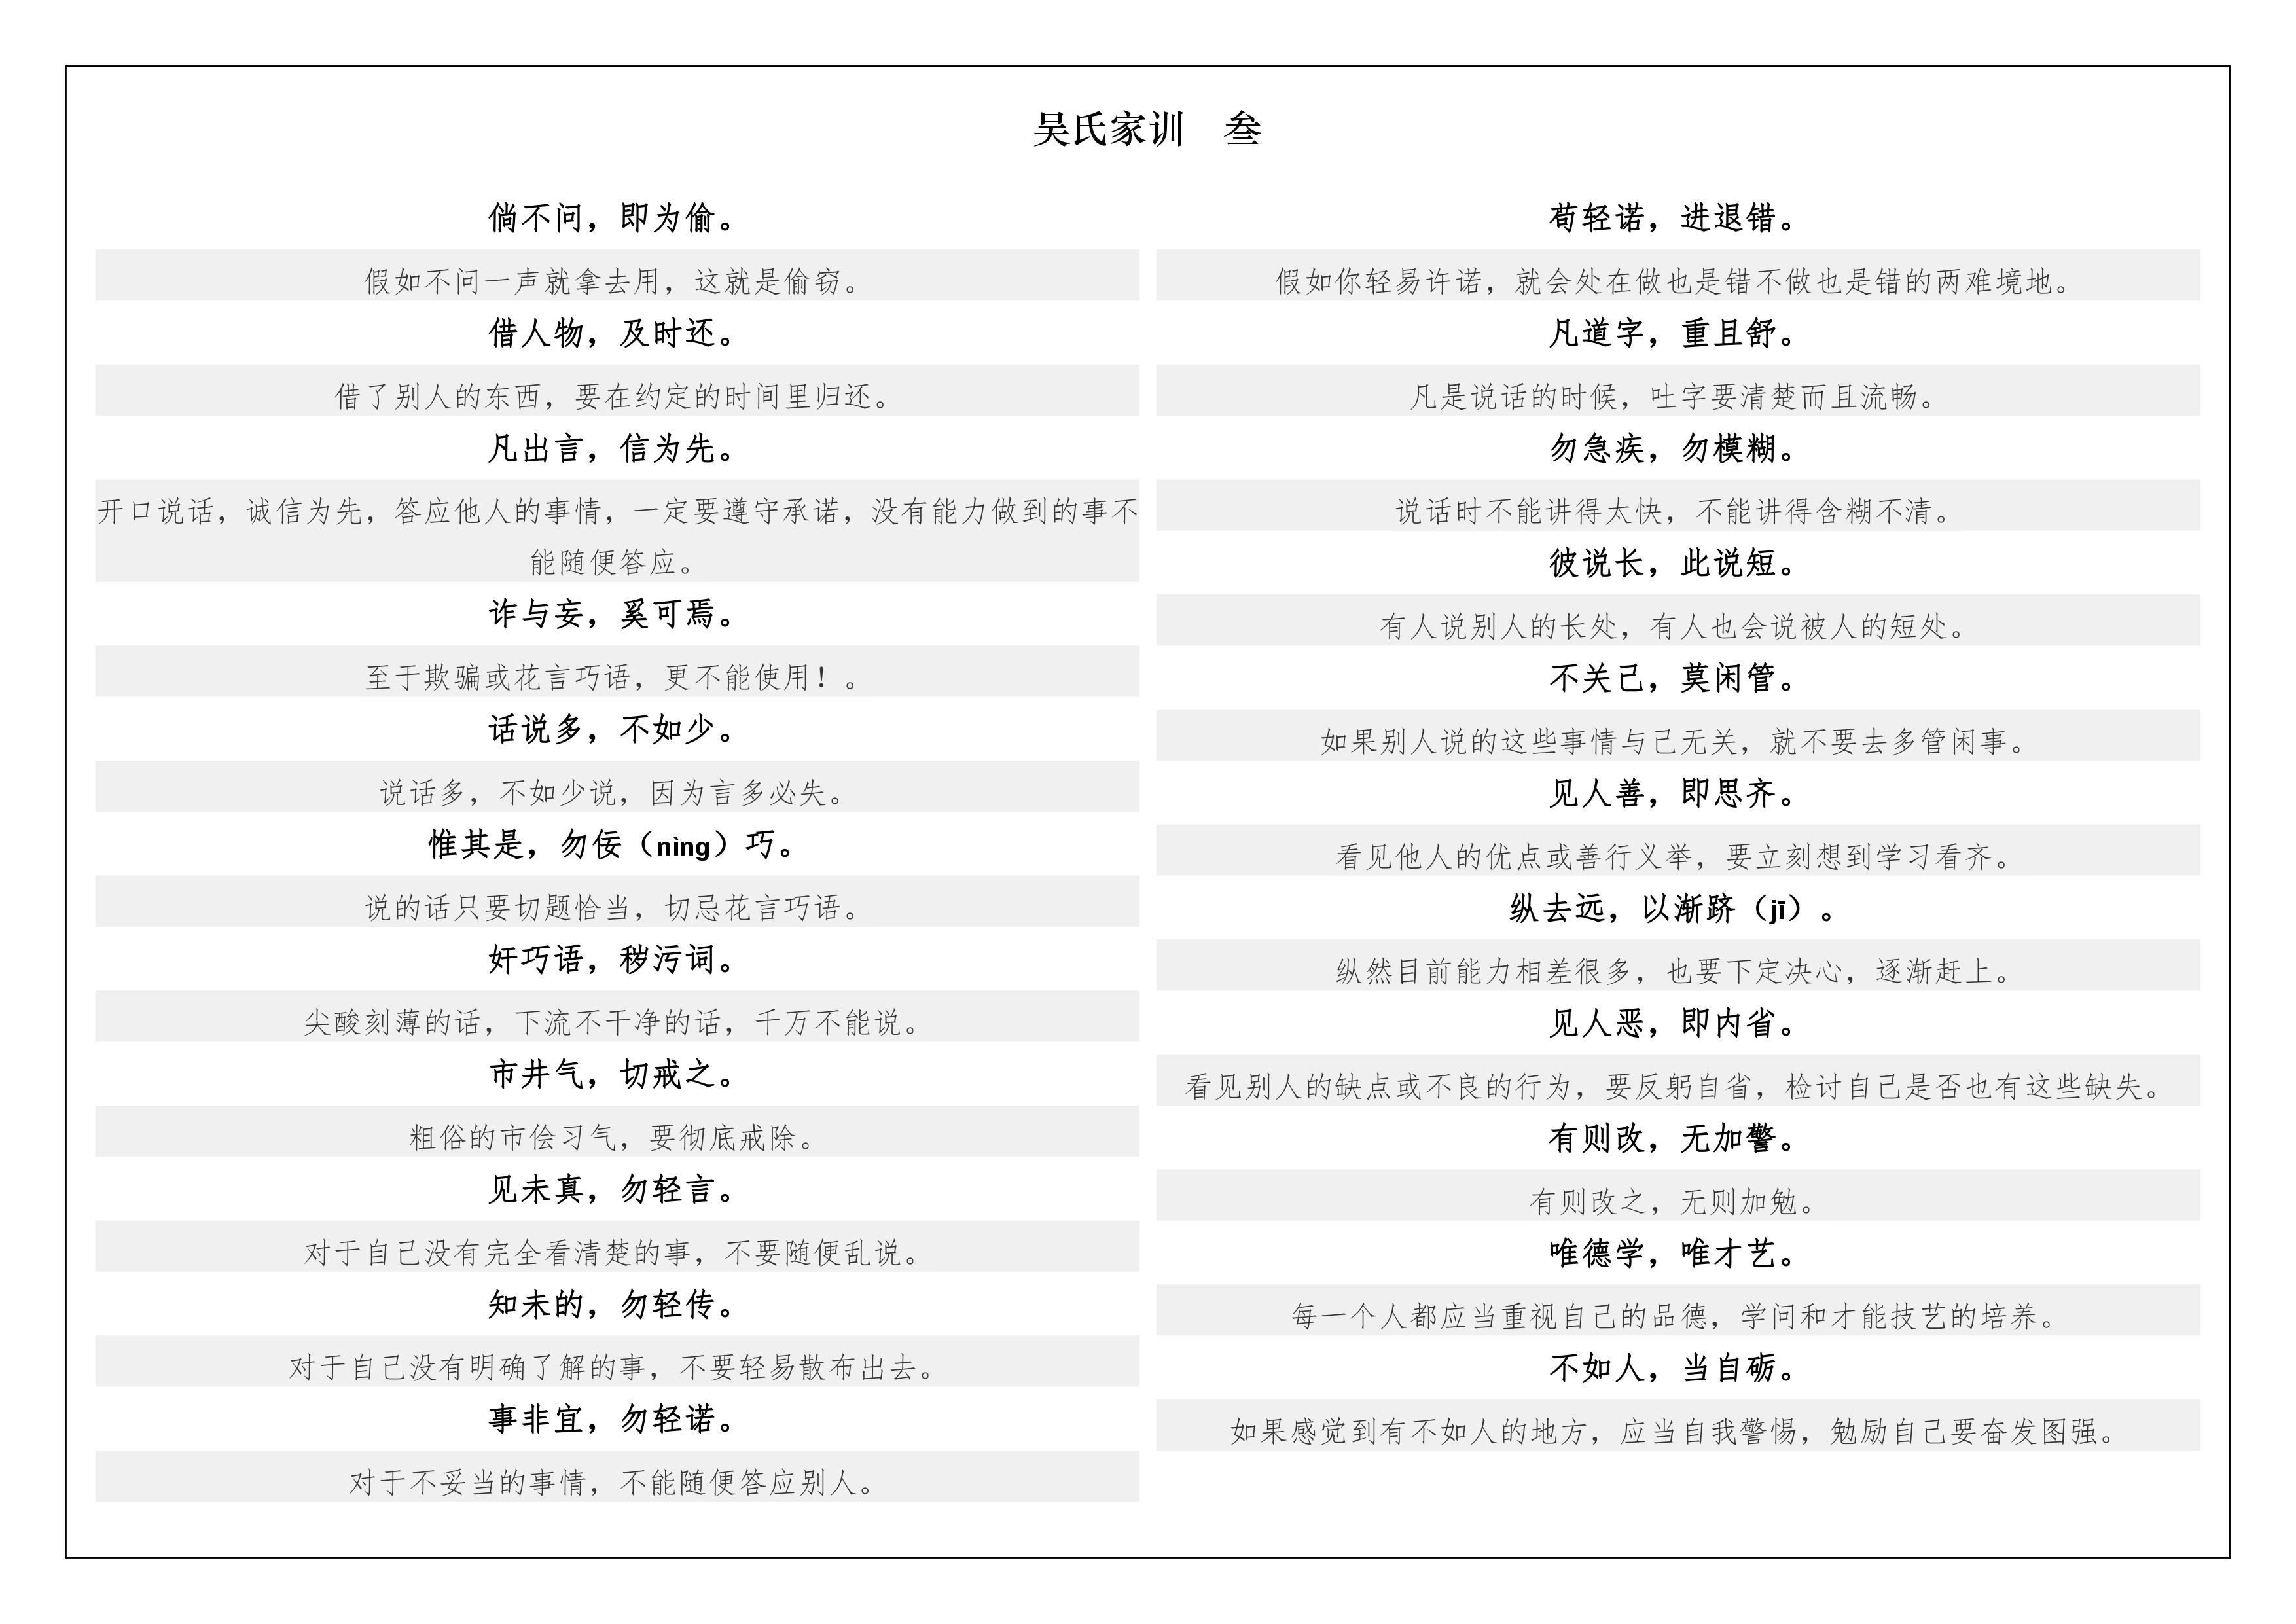 吴氏家训　叁
倘不问，即为偷。
假如不问一声就拿去用，这就是偷窃。
借人物，及时还。
借了别人的东西，要在约定的时间里归还。
凡出言，信为先。
开口说话，诚信为先，答应他人的事情，一定要遵守承诺，没有能力做到的事不
能随便答应。
诈与妄，奚可焉。
至于欺骗或花言巧语，更不能使用！。
话说多，不如少。
说话多，不如少说，因为言多必失。
惟其是，勿佞（nìng）巧。
说的话只要切题恰当，切忌花言巧语。
奸巧语，秽污词。
尖酸刻薄的话，下流不干净的话，千万不能说。
市井气，切戒之。
粗俗的市侩习气，要彻底戒除。
见未真，勿轻言。
对于自己没有完全看清楚的事，不要随便乱说。
知未的，勿轻传。
对于自己没有明确了解的事，不要轻易散布出去。
事非宜，勿轻诺。
对于不妥当的事情，不能随便答应别人。
苟轻诺，进退错。
假如你轻易许诺，就会处在做也是错不做也是错的两难境地。
凡道字，重且舒。
凡是说话的时候，吐字要清楚而且流畅。
勿急疾，勿模糊。
说话时不能讲得太快，不能讲得含糊不清。
彼说长，此说短。
有人说别人的长处，有人也会说被人的短处。
不关己，莫闲管。
如果别人说的这些事情与己无关，就不要去多管闲事。
见人善，即思齐。
看见他人的优点或善行义举，要立刻想到学习看齐。
纵去远，以渐跻（jī）。
纵然目前能力相差很多，也要下定决心，逐渐赶上。
见人恶，即内省。
看见别人的缺点或不良的行为，要反躬自省，检讨自己是否也有这些缺失。
有则改，无加警。
有则改之，无则加勉。
唯德学，唯才艺。
每一个人都应当重视自己的品德，学问和才能技艺的培养。
不如人，当自砺。
如果感觉到有不如人的地方，应当自我警惕，勉励自己要奋发图强。